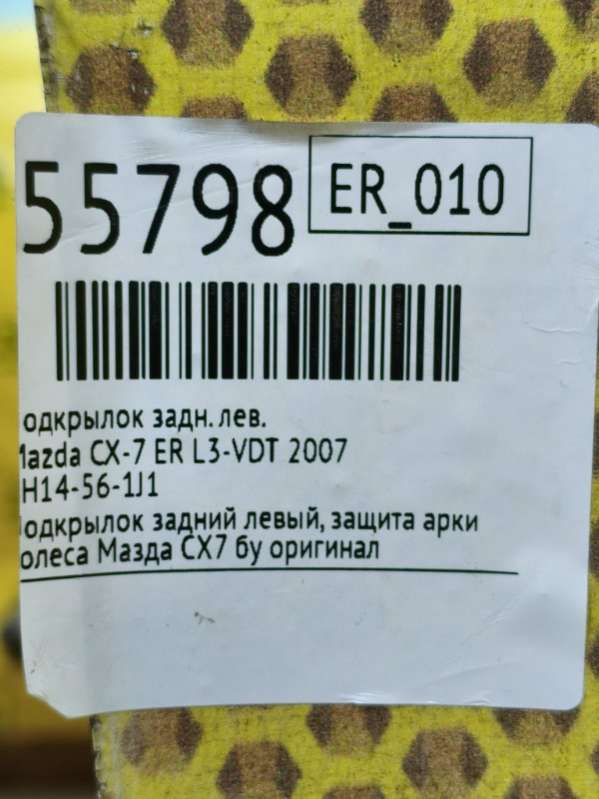 55798
ER_010
одкрылок задн. лев.
azda CX-7 ER L3-VDT 2007
H14-56-1J1
одкрылок задний левый, защита арки
олеса Мазда CX7 бу оригинал